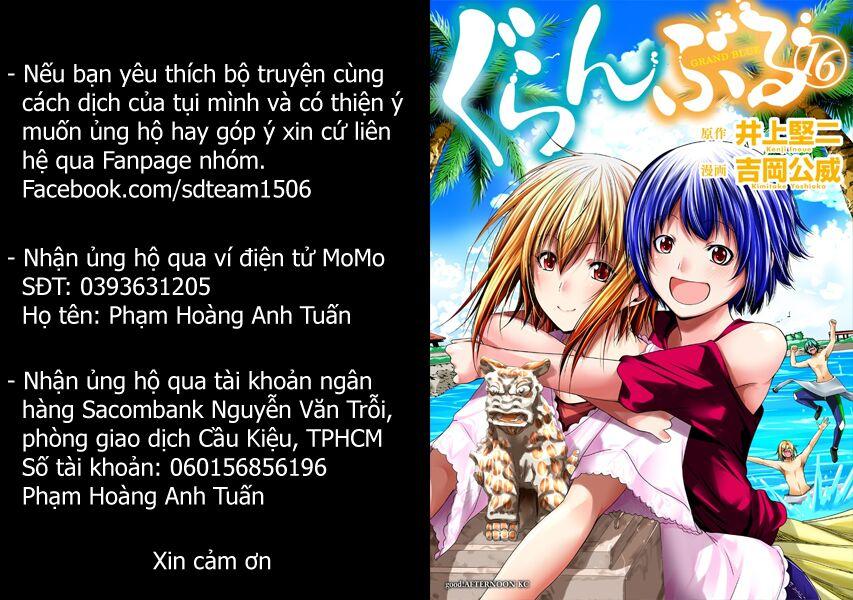 - Nếu bạn yêu thích bộ truyện cùng
cách dịch của tụi mình và có thiện ý
muốn ủng hộ hay góp ý xin cứ liên
hệ qua Fanpage nhóm.
Facebook.com/sdteam1506
- Nhận ủng hộ qua ví điện tử MoMo
SĐT: 0393631205
Họ tên: Phạm Hoàng Anh Tuấn
- Nhận ủng hộ qua tài khoản ngân
hàng Sacombank Nguyễn Văn Trỗi,
phòng giao dịch Cầu Kiệu, TPHCM
Số tài khoản: 060156856196
Phạm Hoàng Anh Tuấn
Xin cảm ơn
ぐらんぶる
GRAND BLUE
16
原作 井上堅二
Kenji Inoue
漫画 吉岡公威
Kimitake Yoshioka
good!AFTERNOON KC